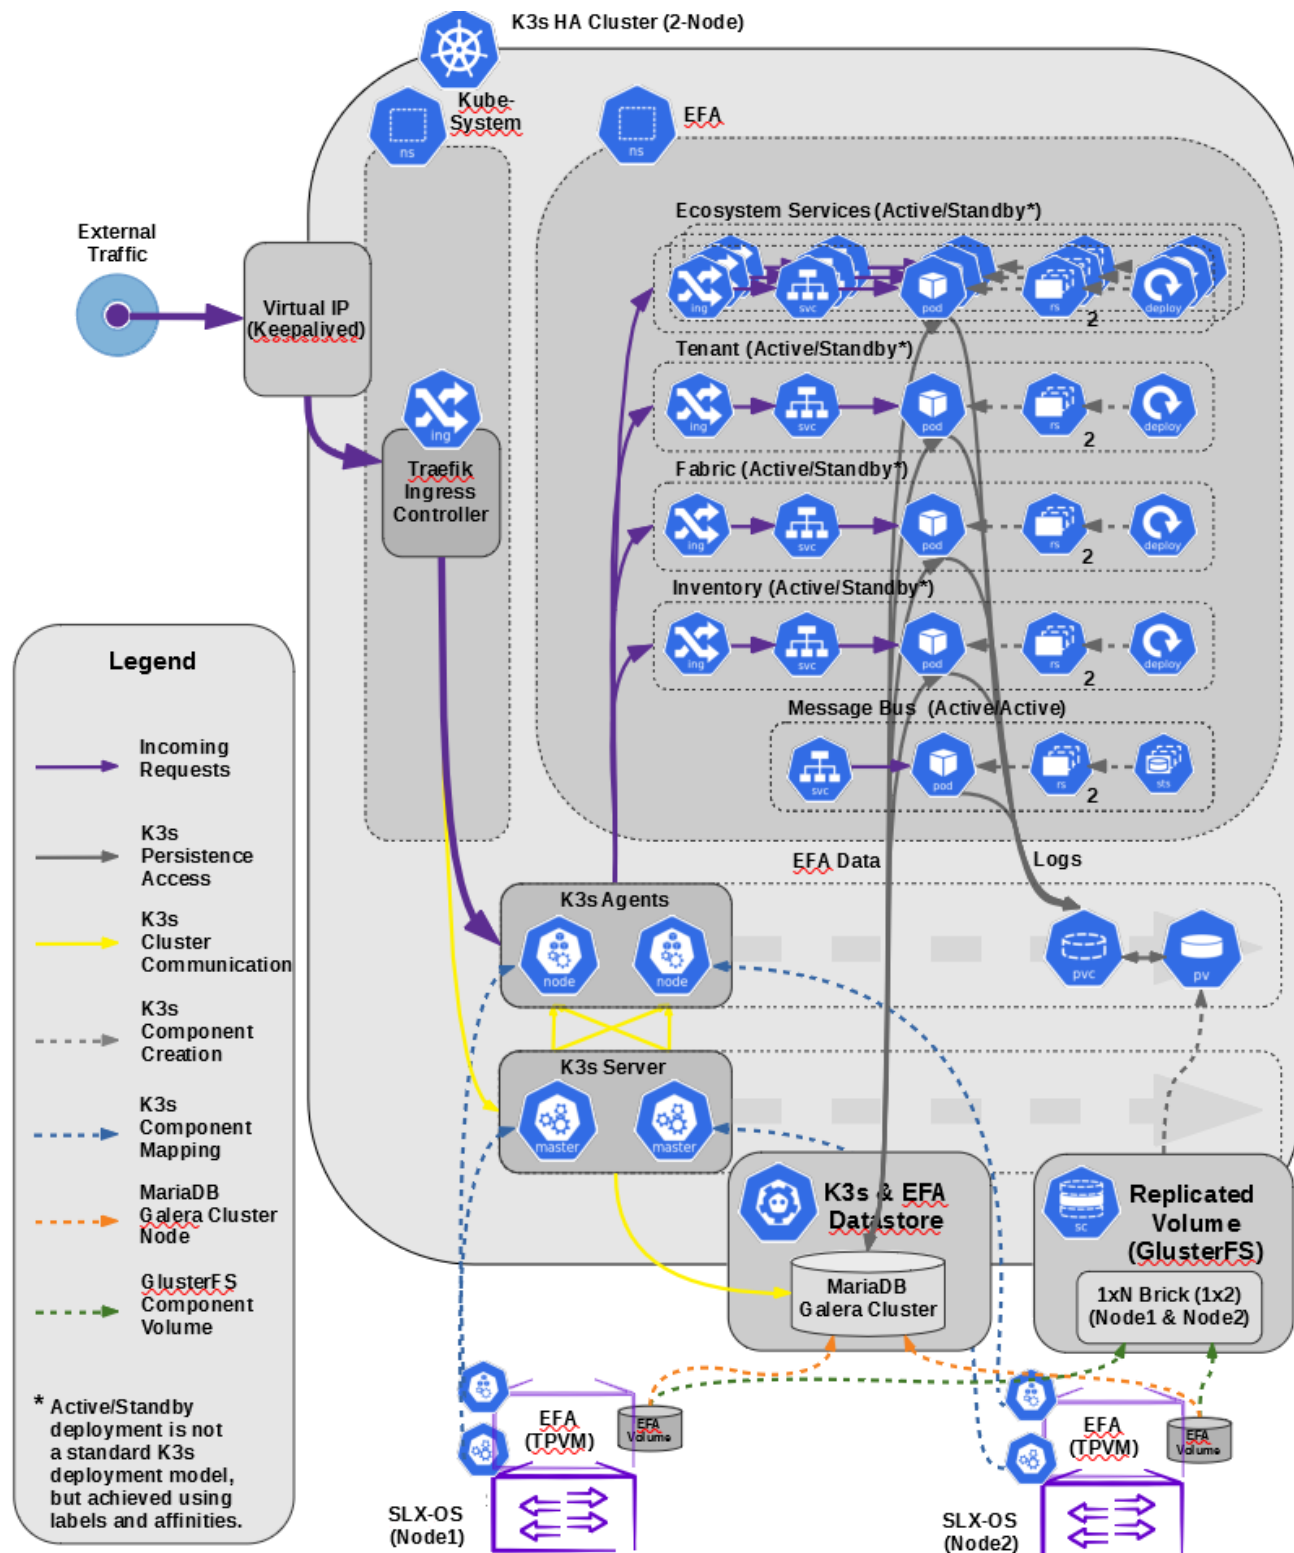 K3s HA Cluster (2-Node)
Kube-
System
ns
EFA
ns
External
Traffic
Virtual IP
(Keepalived)
ing
Traefik
Ingress
Controller
Ecosystem Services (Active/Standby*)
ing
svc
pod
rs
2
deploy
Tenant (Active/Standby*)
ing
svc
pod
rs
2
deploy
Fabric (Active/Standby*)
ing
svc
pod
rs
2
deploy
Inventory (Active/Standby*)
ing
svc
pod
rs
2
deploy
Message Bus (Active/Active)
svc
pod
rs
2
sts
EFA Data
Logs
K3s Agents
node
node
pvc
pv
K3s Server
master
master
K3s & EFA
Datastore
MariaDB
Galera Cluster
sc
Replicated
Volume
(GlusterFS)
1xN Brick (1x2)
(Node1 & Node2)
EFA
(TPVM)
EFA
Volume
SLX-OS
(Node1)
EFA
(TPVM)
EFA
Volume
SLX-OS
(Node2)
Legend
Incoming
Requests
K3s
Persistence
Access
K3s
Cluster
Communication
K3s
Component
Creation
K3s
Component
Mapping
MariaDB
Galera Cluster
Node
GlusterFS
Component
Volume
* Active/Standby
deployment is not
a standard K3s
deployment model,
but achieved using
labels and affinities.